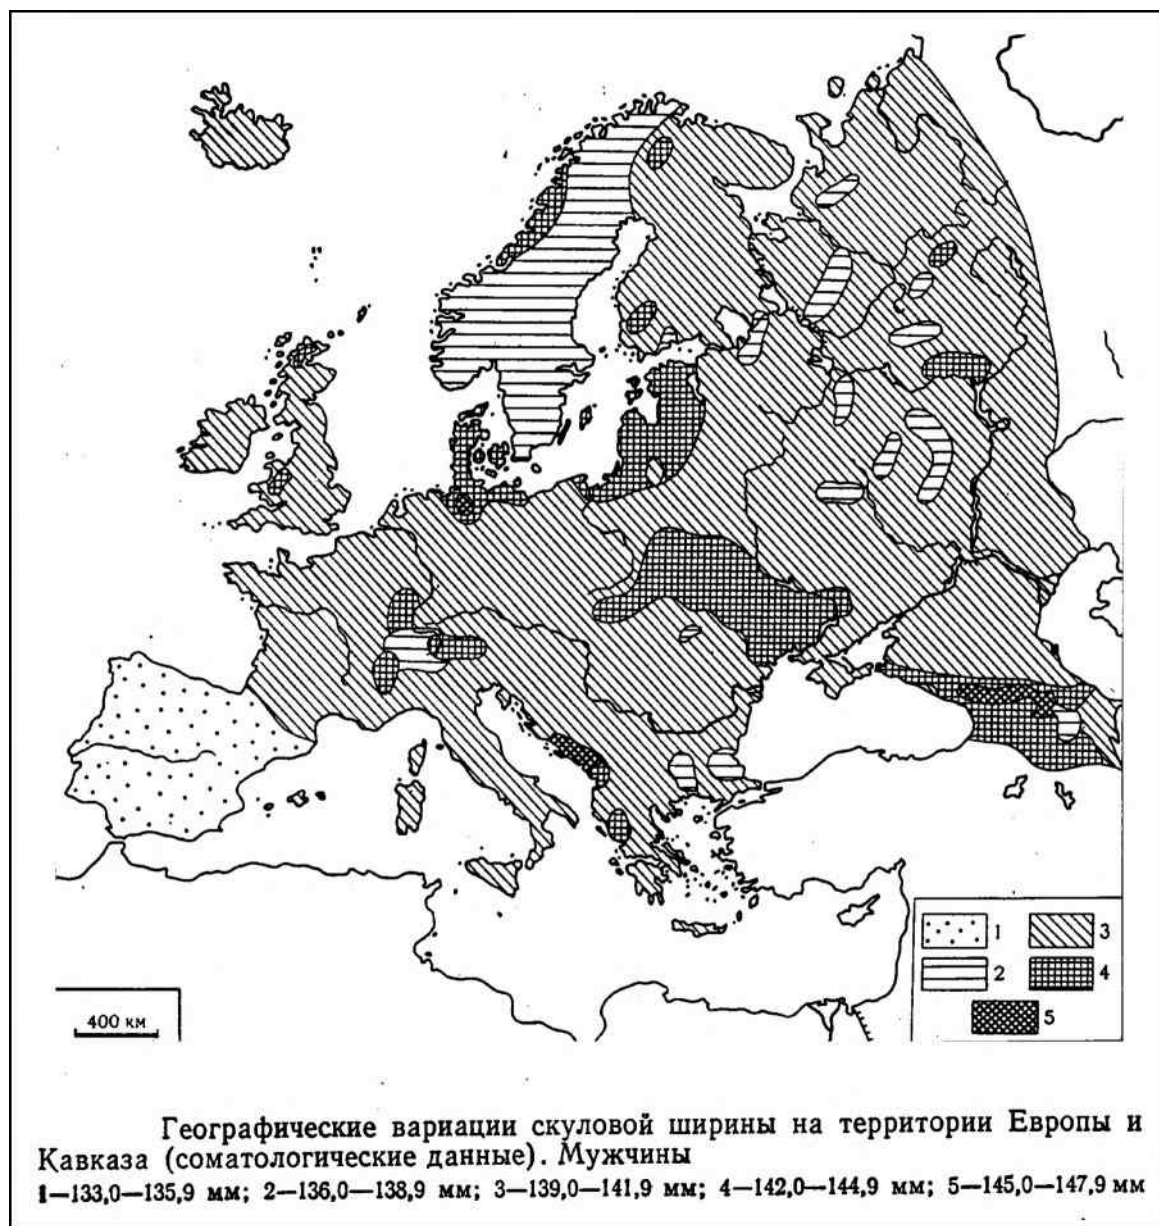 1
3
2
4
5
400 км
Географические вариации скуловой ширины на территории Европы и
Кавказа (соматологические данные). Мужчины
1—133,0—135,9 мм; 2—136,0—138,9 мм; 3—139,0—141,9 мм; 4—142,0—144,9 мм; 5—145,0—147,9 мм